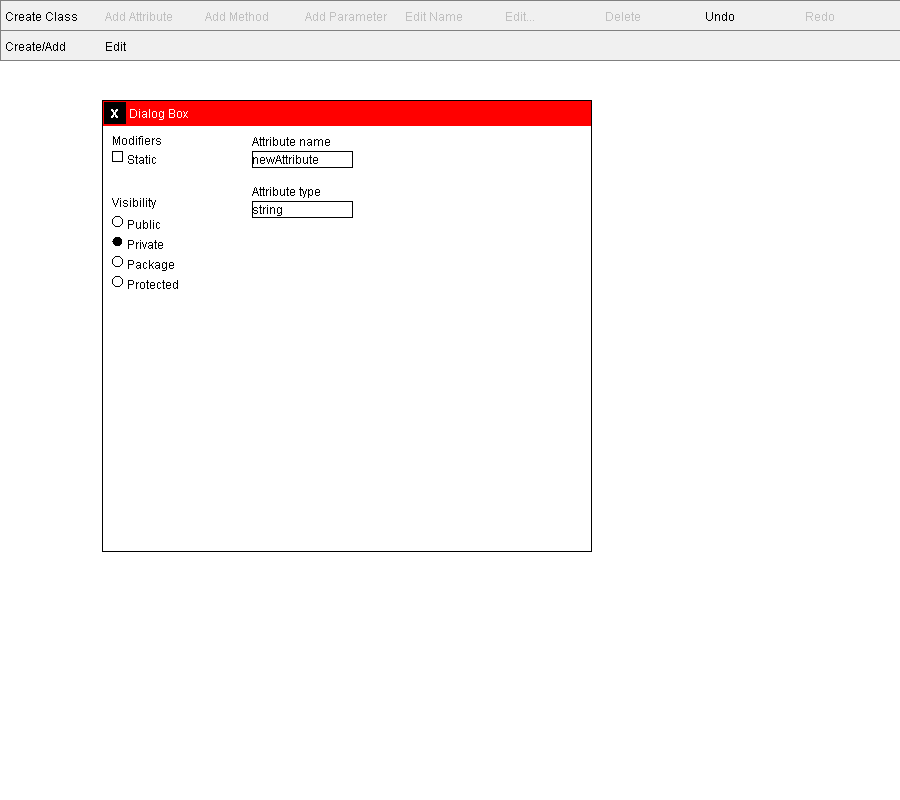 Create Class Add Attribute Add Method Add Parameter Edit Name Edit... Delete Undo Redo
Create/Add Edit
X Dialog Box
Modifiers
Static
Visibility
Public
Private
Package
Protected
Attribute name
newAttribute
Attribute type
string